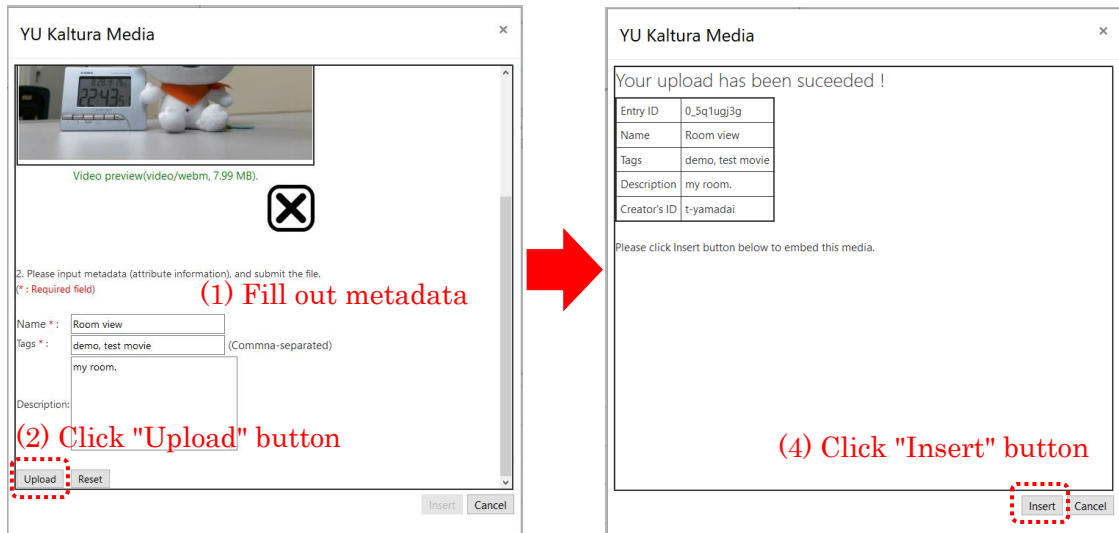 YU Kaltura Media
×
22:43
Video preview(video/webm, 7.99 MB).
2. Please input metadata (attribute information), and submit the file.
(* : Required field)
(1) Fill out metadata
Name * :
Room view
Tags * :
demo, test movie
(Commna-separated)
my room.
Description:
(2) Click "Upload" button
Upload
Reset
Insert
Cancel
YU Kaltura Media
×
Your upload has been suceeded !
Entry ID 0_5q1ugj3g
Name Room view
Tags demo, test movie
Description my room.
Creator's ID t-yamadai
Please click Insert button below to embed this media.
(4) Click "Insert" button
Insert
Cancel